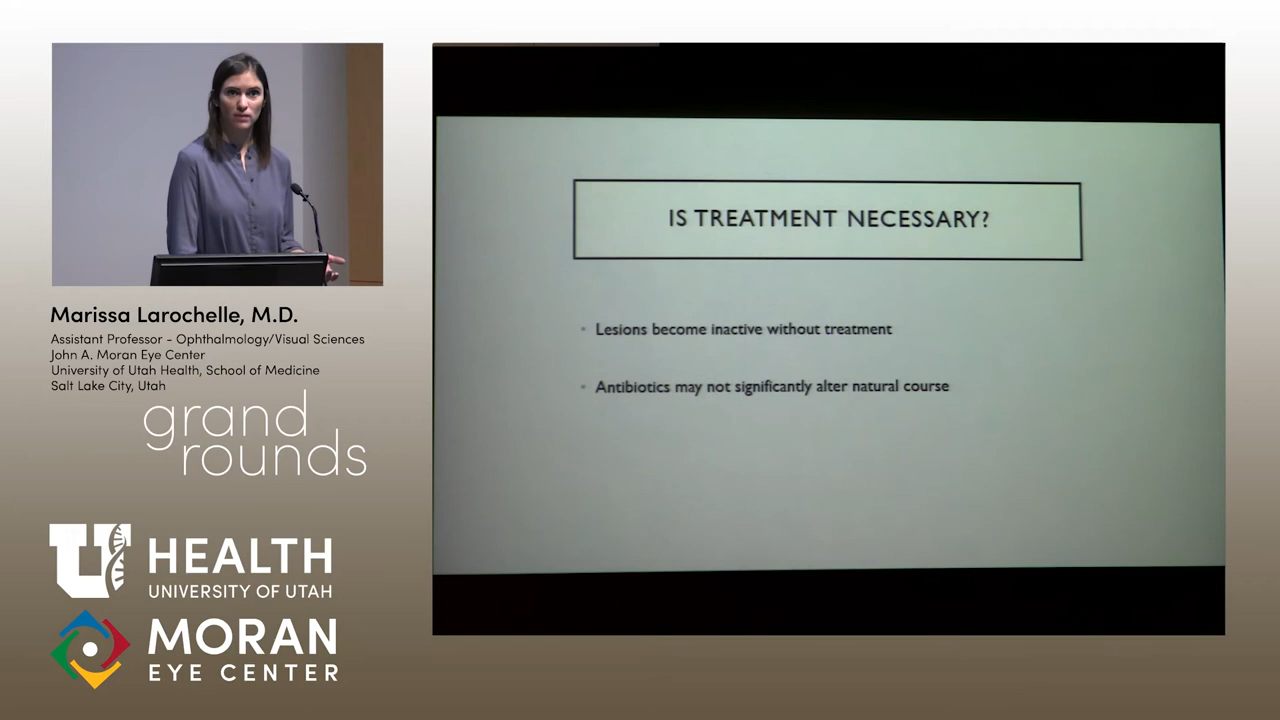 Marissa Larochelle, M.D.
Assistant Professor - Ophthalmology/Visual Sciences
John A. Moran Eye Center
University of Utah Health, School of Medicine
Salt Lake City, Utah
grand
rounds
U HEALTH
UNIVERSITY OF UTAH
MORAN
EYE CENTER
IS TREATMENT NECESSARY?
• Lesions become inactive without treatment
• Antibiotics may not significantly alter natural course